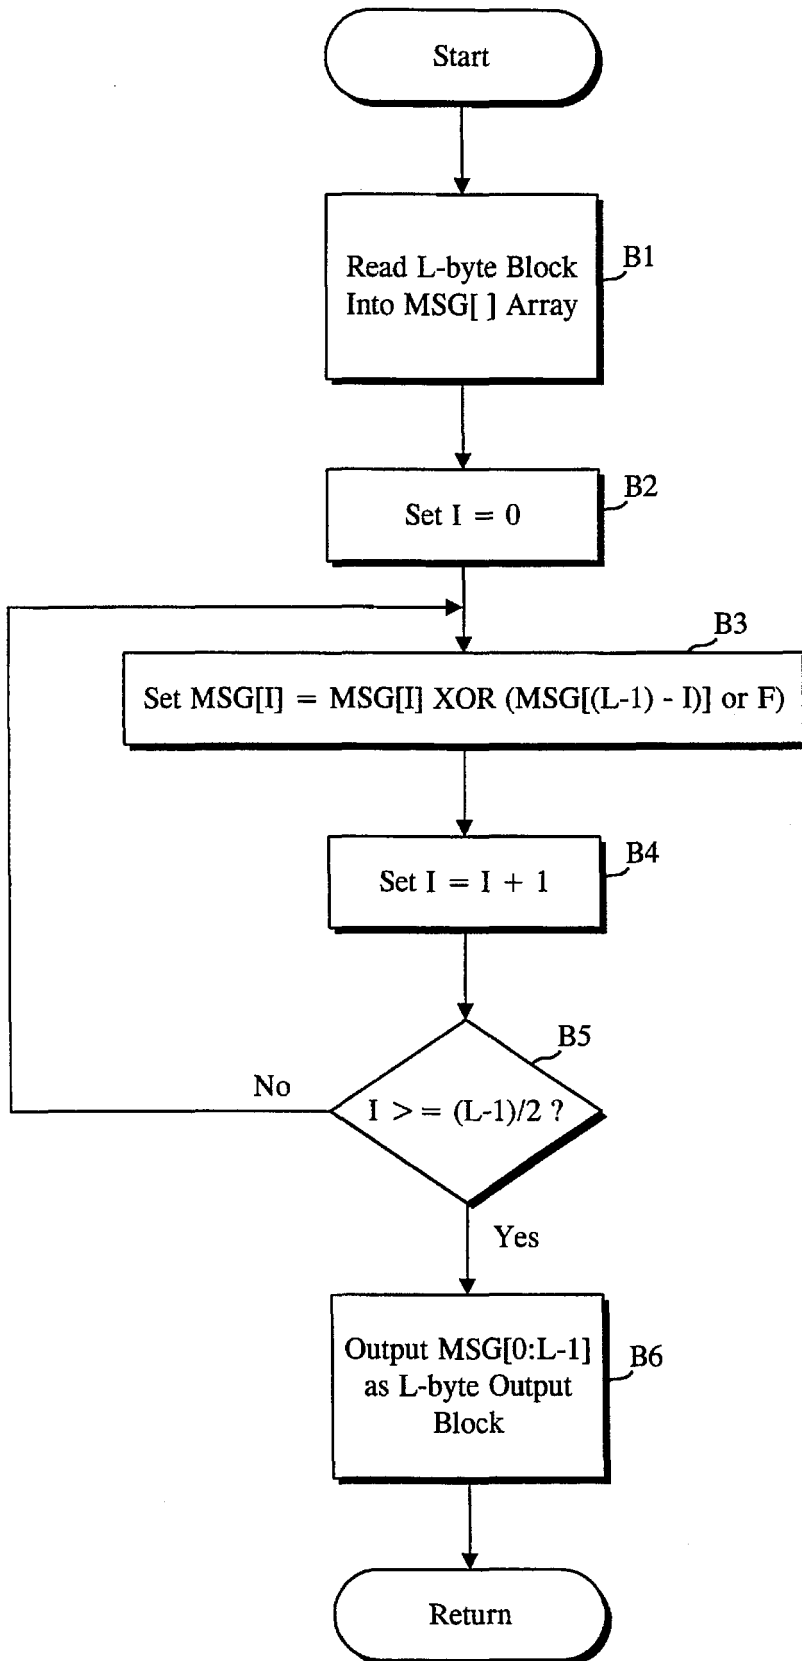 Start
Read L-byte Block
Into MSG[ ] Array
B1
Set I = 0
B2
B3
Set MSG[I] = MSG[I] XOR (MSG[(L-1) - I)] or F)
Set I = I + 1
B4
B5
I > = (L-1)/2 ?
No
Yes
Output MSG[0:L-1]
as L-byte Output
Block
B6
Return